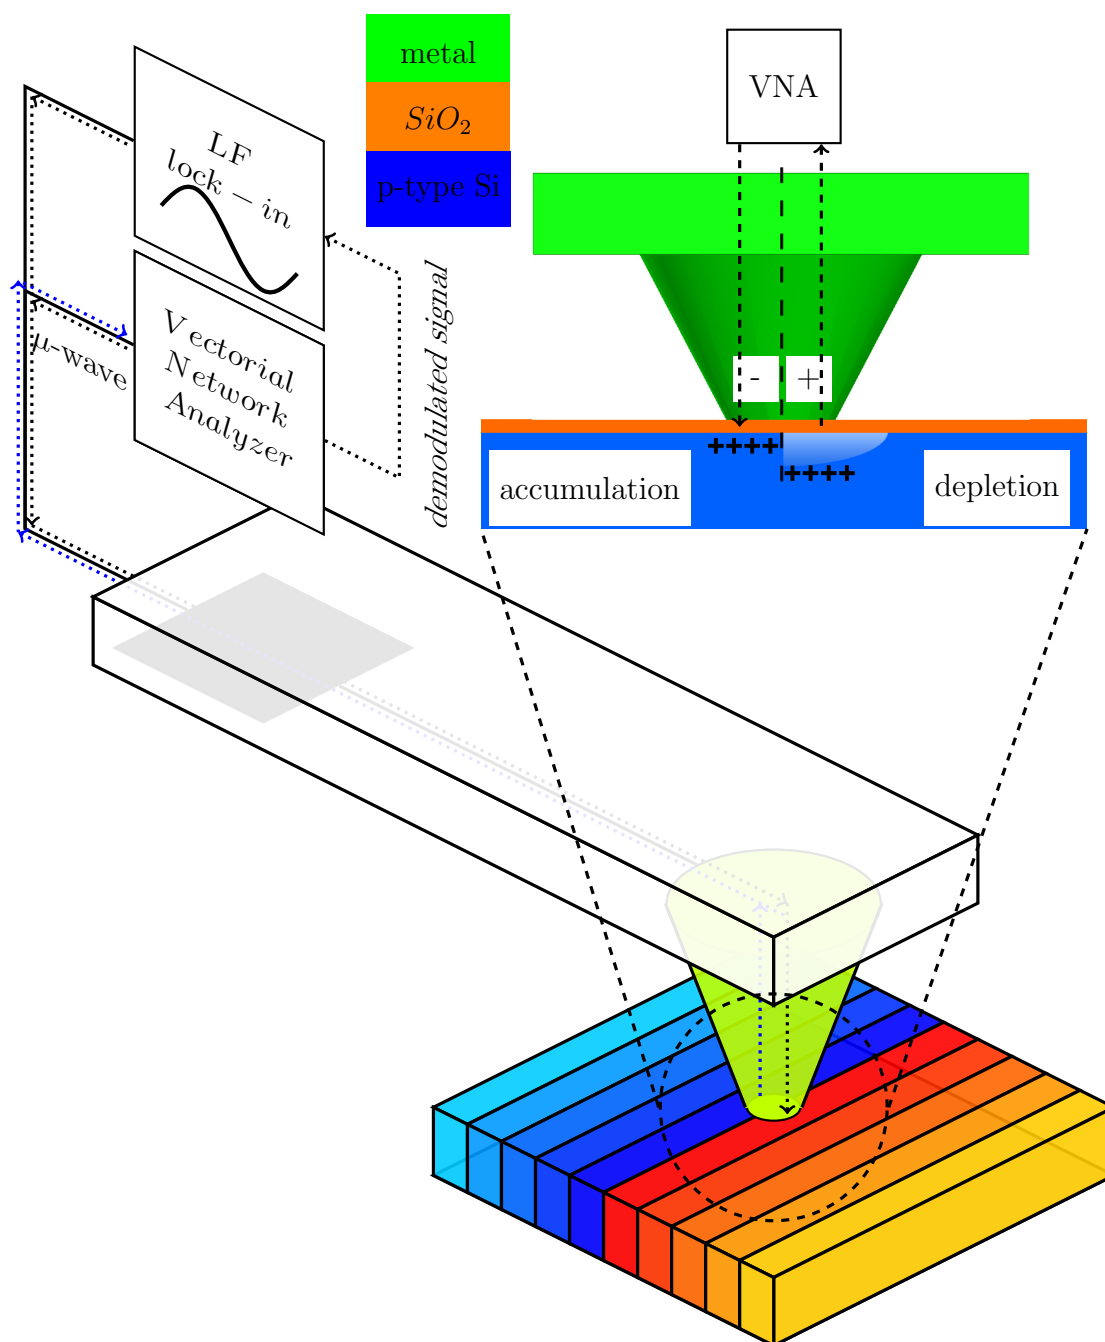 metal
SiO₂
p-type Si
VNA
LF
lock – in
Vectorial
Network
Analyzer
μ-wave
demodulated signal
- +
++++
++++
accumulation
depletion